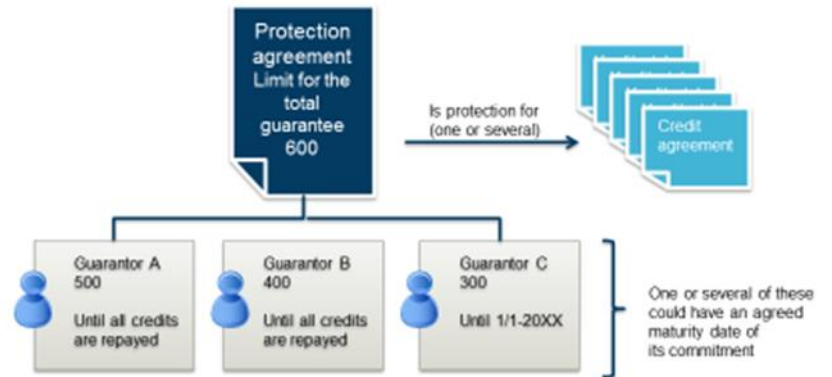 Protection
agreement
Limit for the
total
guarantee
600
Is protection for
(one or several)
Credit
agreement
Guarantor A
500
Until all credits
are repayed
Guarantor B
400
Until all credits
are repayed
Guarantor C
300
Until 1/1-20XX
One or several of these
could have an agreed
maturity date of
its commitment